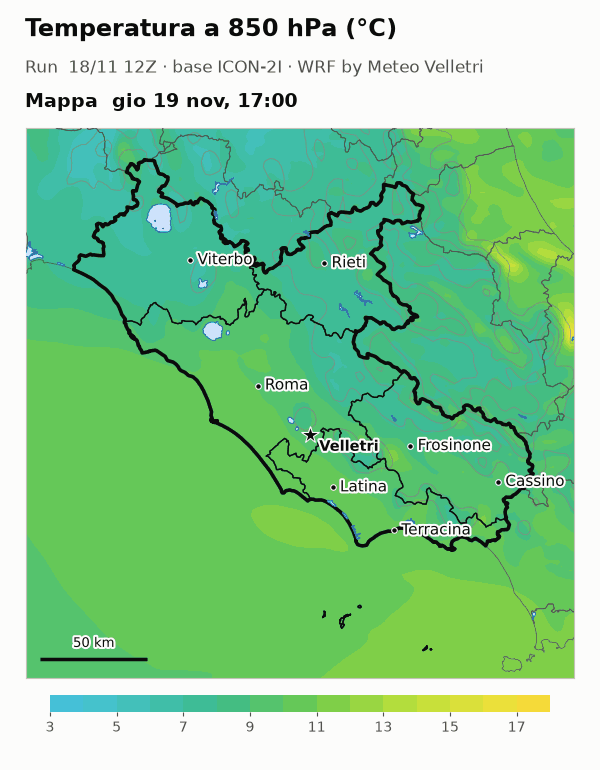 Temperatura a 850 hPa (°C)
Run  18/11 12Z · base ICON-2I · WRF by Meteo Velletri
Mappa  gio 19 nov, 17:00
Viterbo
Rieti
Roma
Velletri
Frosinone
Cassino
Latina
Terracina
50 km
3 5 7 9 11 13 15 17